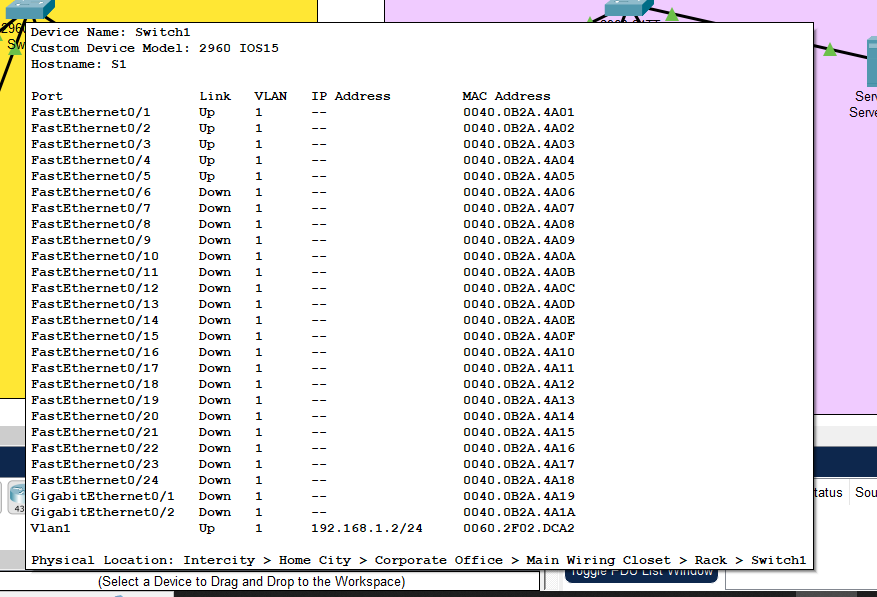 Device Name: Switch1
Custom Device Model: 2960 IOS15
Hostname: S1
Port Link VLAN IP Address MAC Address
FastEthernet0/1 Up 1 -- 0040.0B2A.4A01
FastEthernet0/2 Up 1 -- 0040.0B2A.4A02
FastEthernet0/3 Up 1 -- 0040.0B2A.4A03
FastEthernet0/4 Up 1 -- 0040.0B2A.4A04
FastEthernet0/5 Up 1 -- 0040.0B2A.4A05
FastEthernet0/6 Down 1 -- 0040.0B2A.4A06
FastEthernet0/7 Down 1 -- 0040.0B2A.4A07
FastEthernet0/8 Down 1 -- 0040.0B2A.4A08
FastEthernet0/9 Down 1 -- 0040.0B2A.4A09
FastEthernet0/10 Down 1 -- 0040.0B2A.4A0A
FastEthernet0/11 Down 1 -- 0040.0B2A.4A0B
FastEthernet0/12 Down 1 -- 0040.0B2A.4A0C
FastEthernet0/13 Down 1 -- 0040.0B2A.4A0D
FastEthernet0/14 Down 1 -- 0040.0B2A.4A0E
FastEthernet0/15 Down 1 -- 0040.0B2A.4A0F
FastEthernet0/16 Down 1 -- 0040.0B2A.4A10
FastEthernet0/17 Down 1 -- 0040.0B2A.4A11
FastEthernet0/18 Down 1 -- 0040.0B2A.4A12
FastEthernet0/19 Down 1 -- 0040.0B2A.4A13
FastEthernet0/20 Down 1 -- 0040.0B2A.4A14
FastEthernet0/21 Down 1 -- 0040.0B2A.4A15
FastEthernet0/22 Down 1 -- 0040.0B2A.4A16
FastEthernet0/23 Down 1 -- 0040.0B2A.4A17
FastEthernet0/24 Down 1 -- 0040.0B2A.4A18
GigabitEthernet0/1 Down 1 -- 0040.0B2A.4A19
GigabitEthernet0/2 Down 1 -- 0040.0B2A.4A1A
Vlan1 Up 1 192.168.1.2/24 0060.2F02.DCA2
Physical Location: Intercity > Home City > Corporate Office > Main Wiring Closet > Rack > Switch1
2960
Sw
Ser
Serve
43
tatus Sou
(Select a Device to Drag and Drop to the Workspace)
Toggle PDU List Window